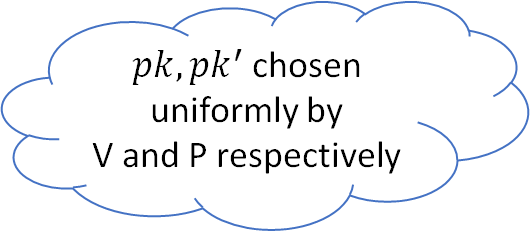 pk, pk′ chosen
uniformly by
V and P respectively